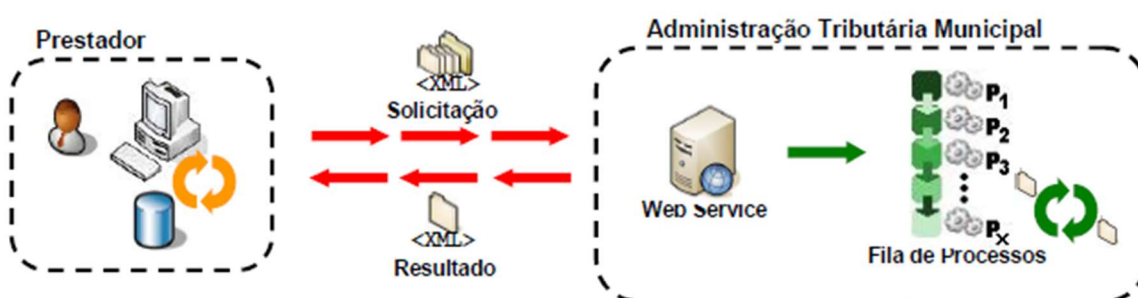 Prestador
Administração Tributária Municipal
<XML>
Solicitação
P1
P2
P3
Px
Web Service
Fila de Processos
<XML>
Resultado